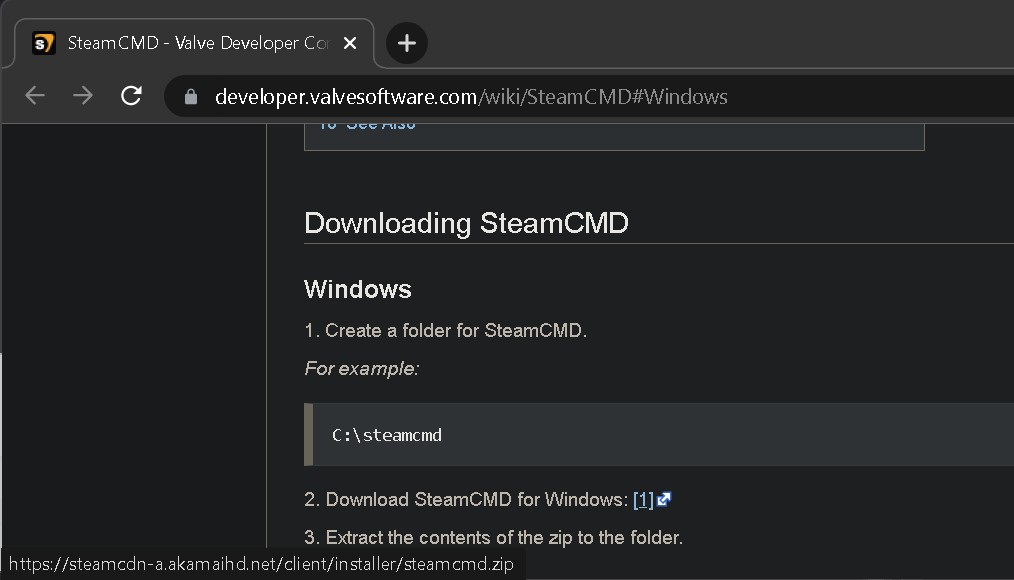 SteamCMD - Valve Developer Co
developer.valvesoftware.com/wiki/SteamCMD#Windows
See Also
Downloading SteamCMD
Windows
1. Create a folder for SteamCMD.
For example:
C:\steamcmd
2. Download SteamCMD for Windows: [1]
3. Extract the contents of the zip to the folder.
https://steamcdn-a.akamaihd.net/client/installer/steamcmd.zip